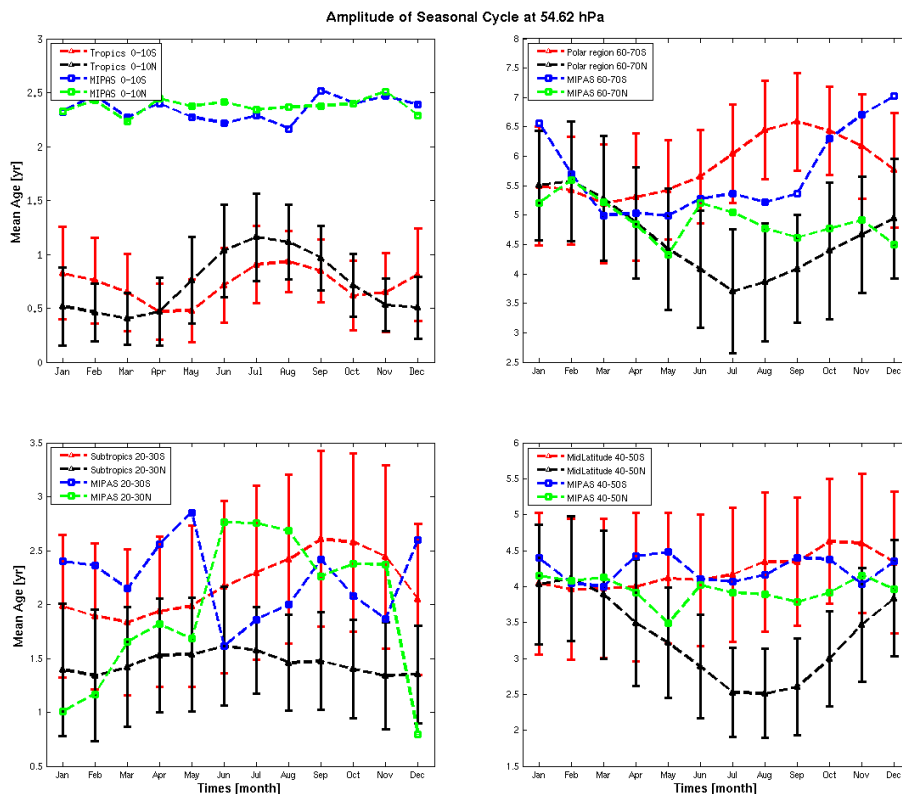 Amplitude of Seasonal Cycle at 54.62 hPa
Mean Age [yr]
3
2.5
2
1.5
1
0.5
0
Tropics 0-10S
Tropics 0-10N
MIPAS 0-10S
MIPAS 0-10N
Jan Feb Mar Apr May Jun Jul Aug Sep Oct Nov Dec
8
7.5
7
6.5
6
5.5
5
4.5
4
3.5
3
2.5
Polar region 60-70S
Polar region 60-70N
MIPAS 60-70S
MIPAS 60-70N
Jan Feb Mar Apr May Jun Jul Aug Sep Oct Nov Dec
Mean Age [yr]
3.5
3
2.5
2
1.5
1
0.5
Subtropics 20-30S
Subtropics 20-30N
MIPAS 20-30S
MIPAS 20-30N
Jan Feb Mar Apr May Jun Jul Aug Sep Oct Nov Dec
Times [month]
6
5.5
5
4.5
4
3.5
3
2.5
2
1.5
MidLatitude 40-50S
MidLatitude 40-50N
MIPAS 40-50S
MIPAS 40-50N
Jan Feb Mar Apr May Jun Jul Aug Sep Oct Nov Dec
Times [month]